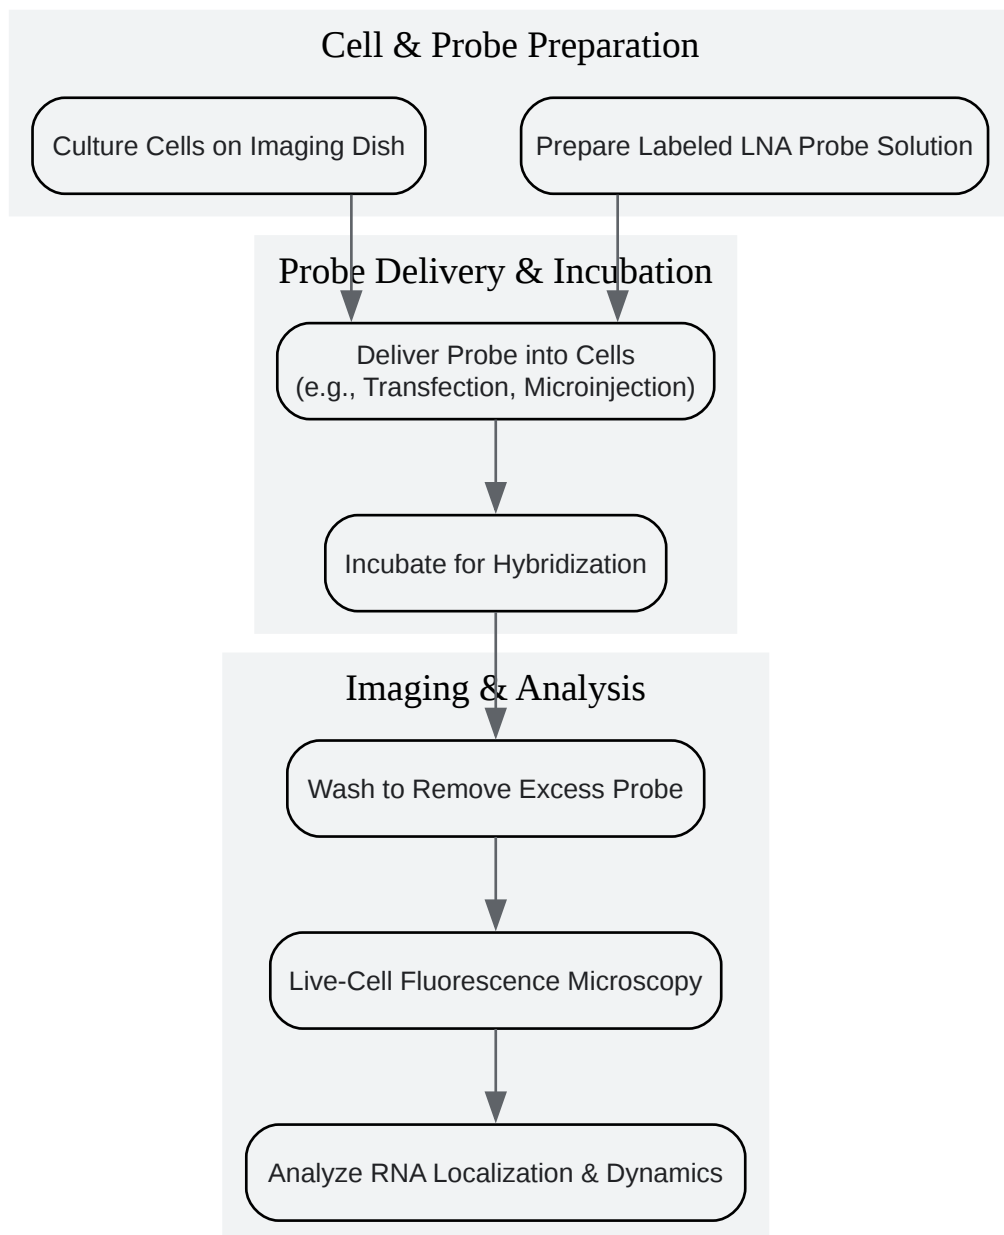 Cell & Probe Preparation
Culture Cells on Imaging Dish
Prepare Labeled LNA Probe Solution
Probe Delivery & Incubation
Deliver Probe into Cells
(e.g., Transfection, Microinjection)
Incubate for Hybridization
Imaging & Analysis
Wash to Remove Excess Probe
Live-Cell Fluorescence Microscopy
Analyze RNA Localization & Dynamics